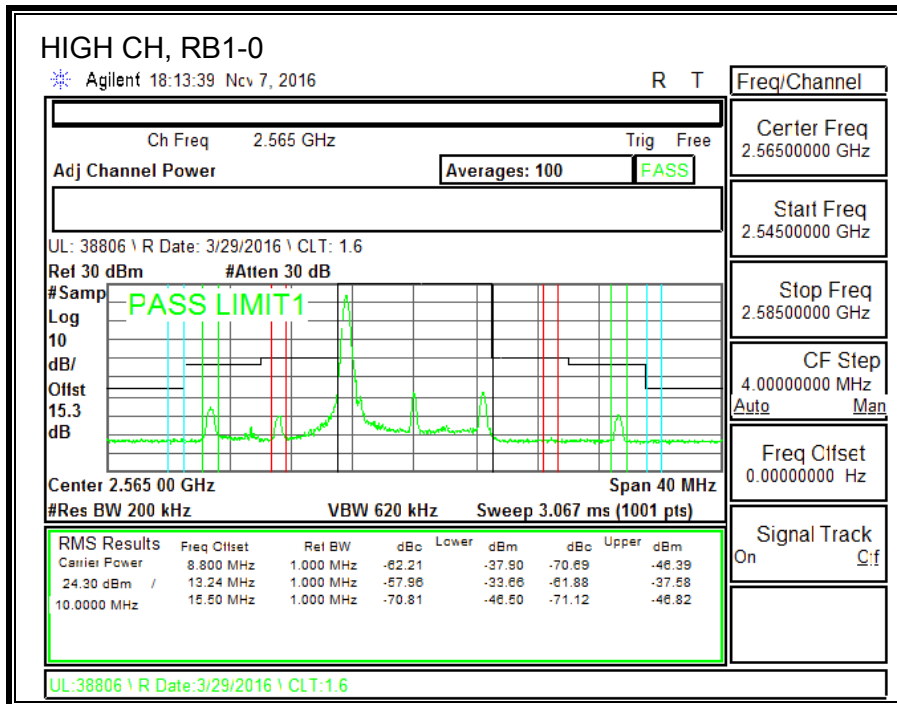 HIGH CH, RB1-0
Agilent 18:13:39 Nov 7, 2016 R T
Freq/Channel
Ch Freq 2.565 GHz Trig Free
Adj Channel Power
Averages: 100
PASS
Center Freq
2.56500000 GHz
Start Freq
2.54500000 GHz
Stop Freq
2.58500000 GHz
CF Step
4.00000000 MHz
Auto Man
Freq Offset
0.00000000 Hz
Signal Track
On Off
UL: 38806 \ R Date: 3/29/2016 \ CLT: 1.6
Ref 30 dBm #Atten 30 dB
#Samp
Log
10
dB/
Offst
15.3
dB
PASS LIMIT1
Center 2.565 00 GHz Span 40 MHz
#Res BW 200 kHz VBW 620 kHz Sweep 3.067 ms (1001 pts)
RMS Results Freq Offset Ref BW dBc Lower dBm dBc Upper dBm
Carrier Power 8.800 MHz 1.000 MHz -62.21 -37.90 -70.69 -46.39
24.30 dBm / 13.24 MHz 1.000 MHz -57.96 -33.66 -61.88 -37.58
10.0000 MHz 15.50 MHz 1.000 MHz -70.81 -46.50 -71.12 -46.82
UL:38806 \ R Date:3/29/2016 \ CLT:1.6